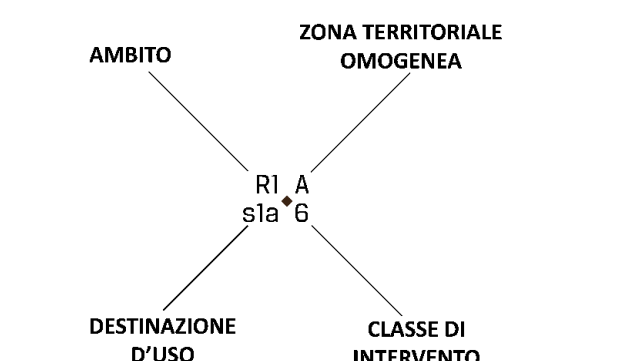 AMBITO
ZONA TERRITORIALE
OMOGENEA
R1 A
s1a 6
DESTINAZIONE
D'USO
CLASSE DI
INTERVENTO